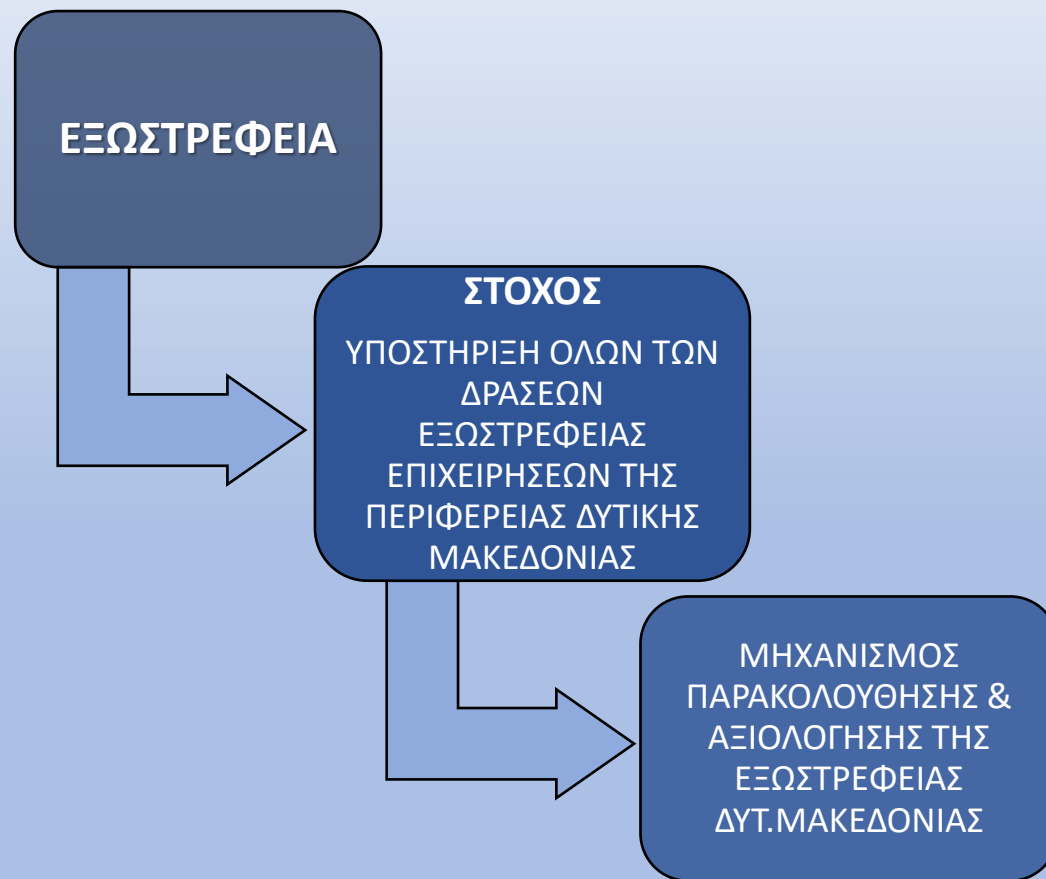 ΕΞΩΣΤΡΕΦΕΙΑ
ΣΤΟΧΟΣ
ΥΠΟΣΤΗΡΙΞΗ ΟΛΩΝ ΤΩΝ
ΔΡΑΣΕΩΝ
ΕΞΩΣΤΡΕΦΕΙΑΣ
ΕΠΙΧΕΙΡΗΣΕΩΝ ΤΗΣ
ΠΕΡΙΦΕΡΕΙΑΣ ΔΥΤΙΚΗΣ
ΜΑΚΕΔΟΝΙΑΣ
ΜΗΧΑΝΙΣΜΟΣ
ΠΑΡΑΚΟΛΟΥΘΗΣΗΣ &
ΑΞΙΟΛΟΓΗΣΗΣ ΤΗΣ
ΕΞΩΣΤΡΕΦΕΙΑΣ
ΔΥΤ.ΜΑΚΕΔΟΝΙΑΣ